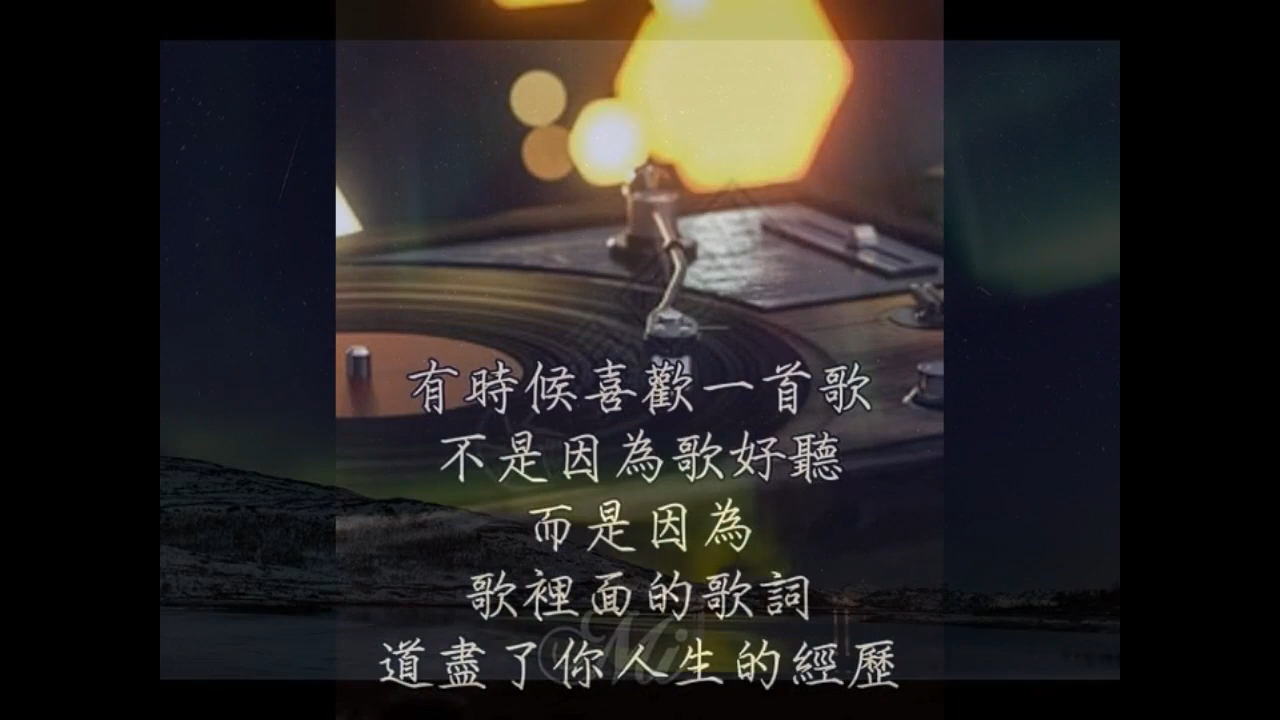 有時候喜歡一首歌
不是因為歌好聽
而是因為
歌裡面的歌詞
道盡了你人生的經歷